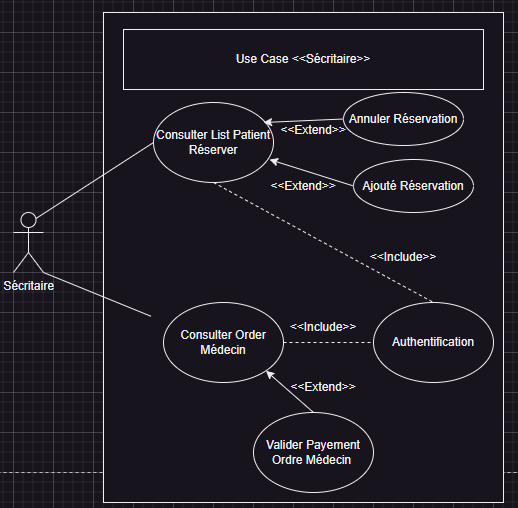 Use Case <<Sécritaire>>
Annuler Réservation
<<Extend>>
Consulter List Patient
Réserver
<<Extend>>
Ajouté Réservation
<<Include>>
Sécritaire
Consulter Order
Médecin
<<Include>>
Authentification
<<Extend>>
Valider Payement
Ordre Médecin